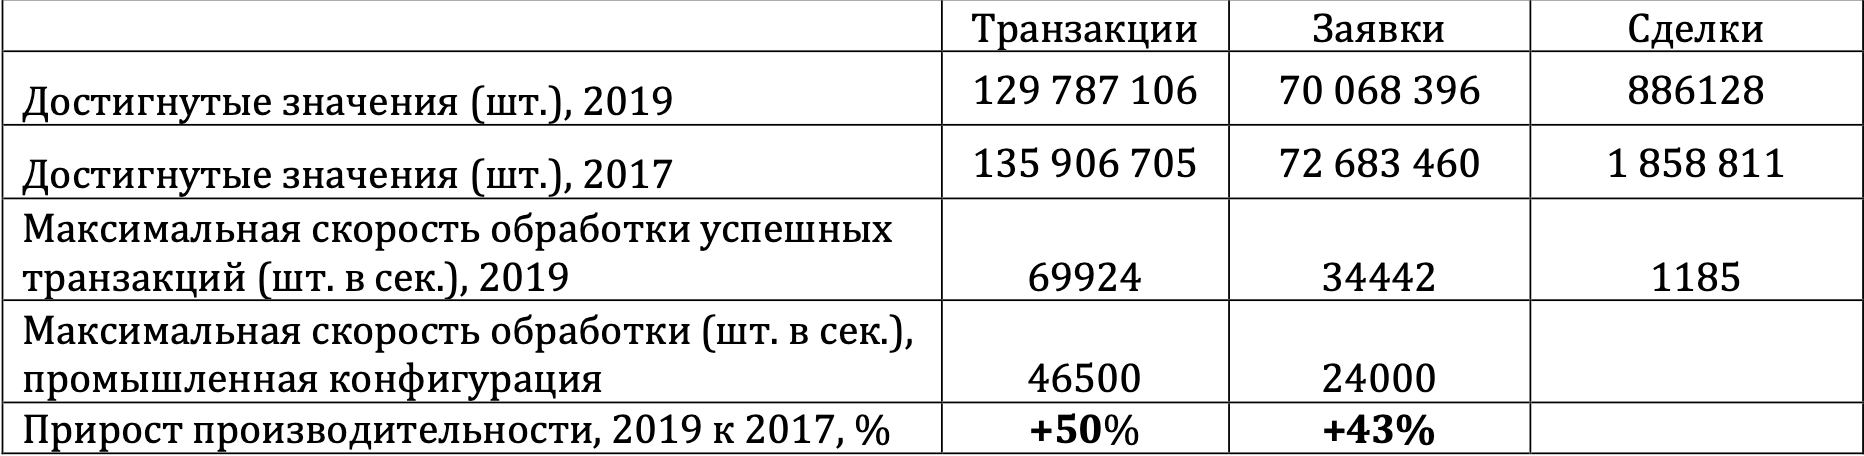 Транзакции Заявки Сделки
Достигнутые значения (шт.), 2019 129 787 106 70 068 396 886128
Достигнутые значения (шт.), 2017 135 906 705 72 683 460 1 858 811
Максимальная скорость обработки успешных
транзакций (шт. в сек.), 2019 69924 34442 1185
Максимальная скорость обработки (шт. в сек.),
промышленная конфигурация 46500 24000
Прирост производительности, 2019 к 2017, % +50% +43%